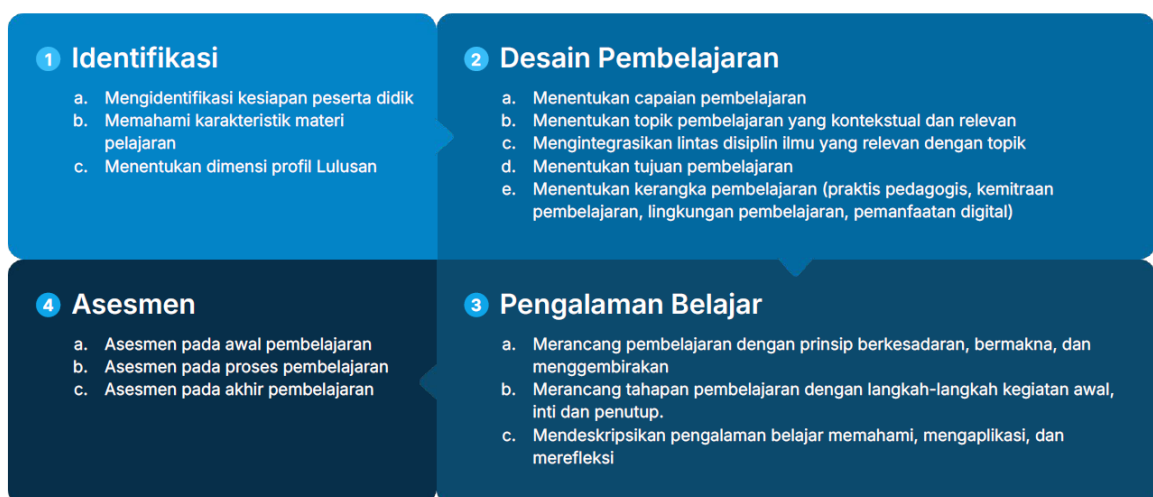 1 Identifikasi
a. Mengidentifikasi kesiapan peserta didik
b. Memahami karakteristik materi
pelajaran
c. Menentukan dimensi profil Lulusan
2 Desain Pembelajaran
a. Menentukan capaian pembelajaran
b. Menentukan topik pembelajaran yang kontekstual dan relevan
c. Mengintegrasikan lintas disiplin ilmu yang relevan dengan topik
d. Menentukan tujuan pembelajaran
e. Menentukan kerangka pembelajaran (praktis pedagogis, kemitraan
pembelajaran, lingkungan pembelajaran, pemanfaatan digital)
3 Pengalaman Belajar
a. Merancang pembelajaran dengan prinsip berkesadaran, bermakna, dan
menggembirakan
b. Merancang tahapan pembelajaran dengan langkah-langkah kegiatan awal,
inti dan penutup.
c. Mendeskripsikan pengalaman belajar memahami, mengaplikasi, dan
merefleksi
4 Asesmen
a. Asesmen pada awal pembelajaran
b. Asesmen pada proses pembelajaran
c. Asesmen pada akhir pembelajaran